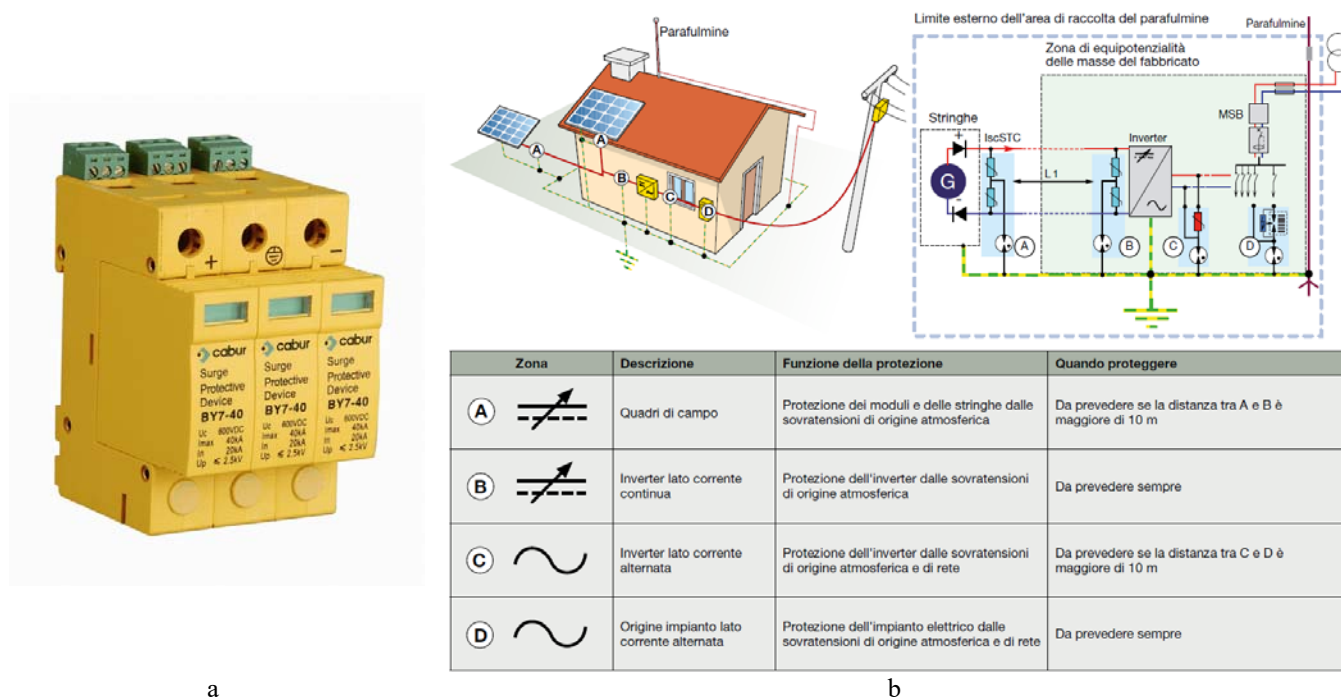 +
−
cabur
Surge
Protective
Device
BY7-40
Uc 600VDC
Imax 40kA
In 20kA
Up ≤ 2.5kV
cabur
Surge
Protective
Device
BY7-40
Uc 600VDC
Imax 40kA
In 20kA
Up ≤ 2.5kV
cabur
Surge
Protective
Device
BY7-40
Uc 600VDC
Imax 40kA
In 20kA
Up ≤ 2.5kV
a
Parafulmine
A
A
B
C
D
Limite esterno dell'area di raccolta del parafulmine
Parafulmine
Zona di equipotenzialità
delle masse del fabbricato
MSB
Stringhe
+
IscSTC
Inverter
G
L1
-
A
B
C
D
Zona Descrizione Funzione della protezione Quando proteggere
A Quadri di campo Protezione dei moduli e delle stringhe dalle
sovratensioni di origine atmosferica
Da prevedere se la distanza tra A e B è
maggiore di 10 m
B Inverter lato corrente
continua
Protezione dell'inverter dalle sovratensioni
di origine atmosferica
Da prevedere sempre
C Inverter lato corrente
alternata
Protezione dell'inverter dalle sovratensioni
di origine atmosferica e di rete
Da prevedere se la distanza tra C e D è
maggiore di 10 m
D Origine impianto lato
corrente alternata
Protezione dell'impianto elettrico dalle
sovratensioni di origine atmosferica e di rete
Da prevedere sempre
b